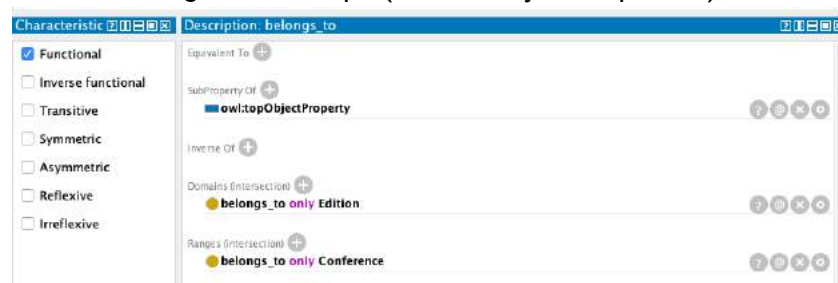 Characteristic
Functional
Inverse functional
Transitive
Symmetric
Asymmetric
Reflexive
Irreflexive
Description: belongs_to
Equivalent To
SubProperty Of
owl:topObjectProperty
Inverse Of
Domains (intersection)
belongs_to only Edition
Ranges (intersection)
belongs_to only Conference